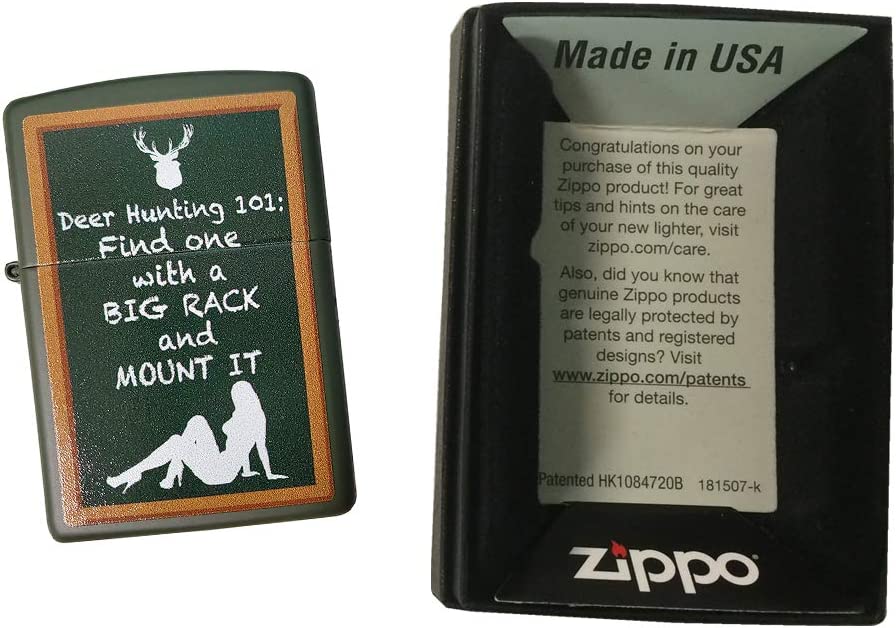 Deer Hunting 101:
Find one
with a
BIG RACK
and
MOUNT IT
Made in USA
Congratulations on your
purchase of this quality
Zippo product! For great
tips and hints on the care
of your new lighter, visit
zippo.com/care.
Also, did you know that
genuine Zippo products
are legally protected by
patents and registered
designs? Visit
www.zippo.com/patents
for details.
Patented HK1084720B 181507-k
zippo